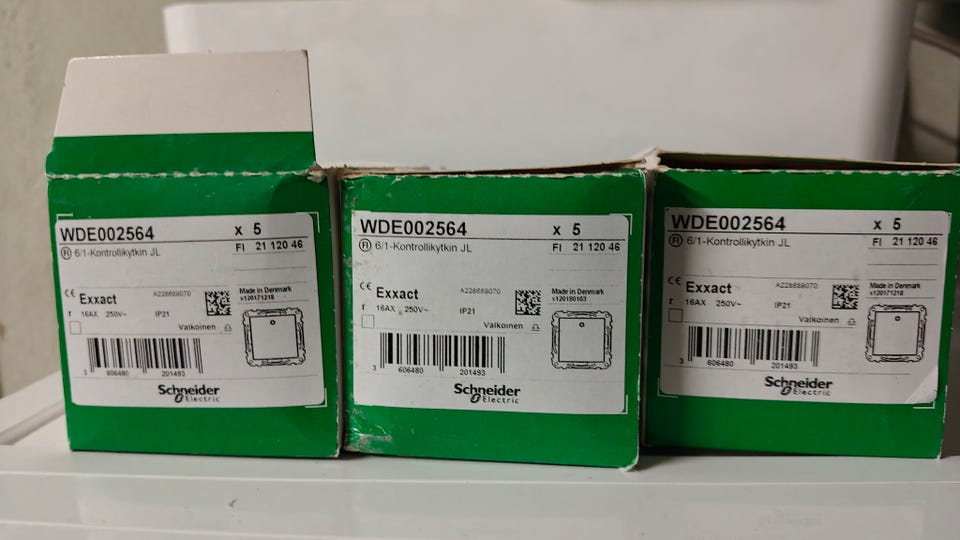 WDE002564 x 5
R 6/1-Kontrollikytkin JL FI 21 120 46
CE Exxact A228689070 Made in Denmark
x120171218
r 16AX 250V~ IP21
Valkoinen
3 606480 201493
Schneider
Electric
WDE002564 x 5
R 6/1-Kontrollikytkin JL FI 21 120 46
CE Exxact A228689070 Made in Denmark
x120180103
r 16AX 250V~ IP21
Valkoinen
3 606480 201493
Schneider
Electric
WDE002564 x 5
R 6/1-Kontrollikytkin JL FI 21 120 46
CE Exxact A228689070 Made in Denmark
x120171218
r 16AX 250V~ IP21
Valkoinen
3 606480 201493
Schneider
Electric